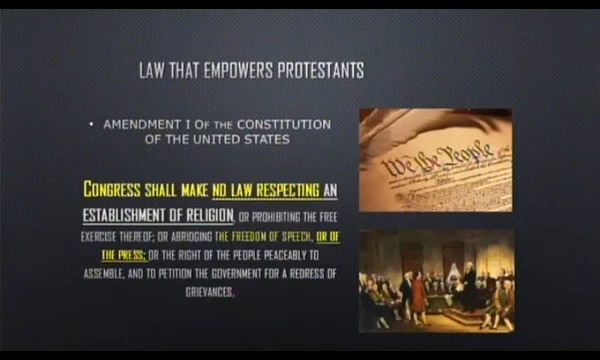 LAW THAT EMPOWERS PROTESTANTS
• AMENDMENT I OF THE CONSTITUTION
OF THE UNITED STATES
CONGRESS SHALL MAKE NO LAW RESPECTING AN
ESTABLISHMENT OF RELIGION, OR PROHIBITING THE FREE
EXERCISE THEREOF; OR ABRIDGING THE FREEDOM OF SPEECH, OR OF
THE PRESS; OR THE RIGHT OF THE PEOPLE PEACEABLY TO
ASSEMBLE, AND TO PETITION THE GOVERNMENT FOR A REDRESS OF
GRIEVANCES.
We the People